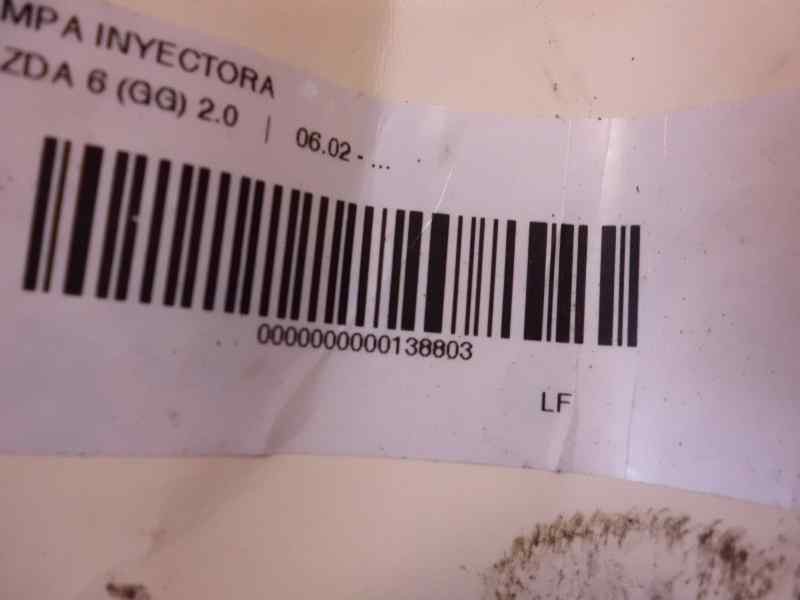 MPA INYECTORA
ZDA 6 (GG) 2.0 | 06.02 - ...
0000000000138803
LF